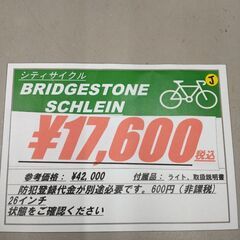 シティサイクル
BRIDGESTONE
SCHLEIN
J
¥17,600税込
参考価格：¥42,000 付属品：ライト、取扱説明書
防犯登録代金が別途必要です。600円（非課税）
26インチ
状態をご確認ください